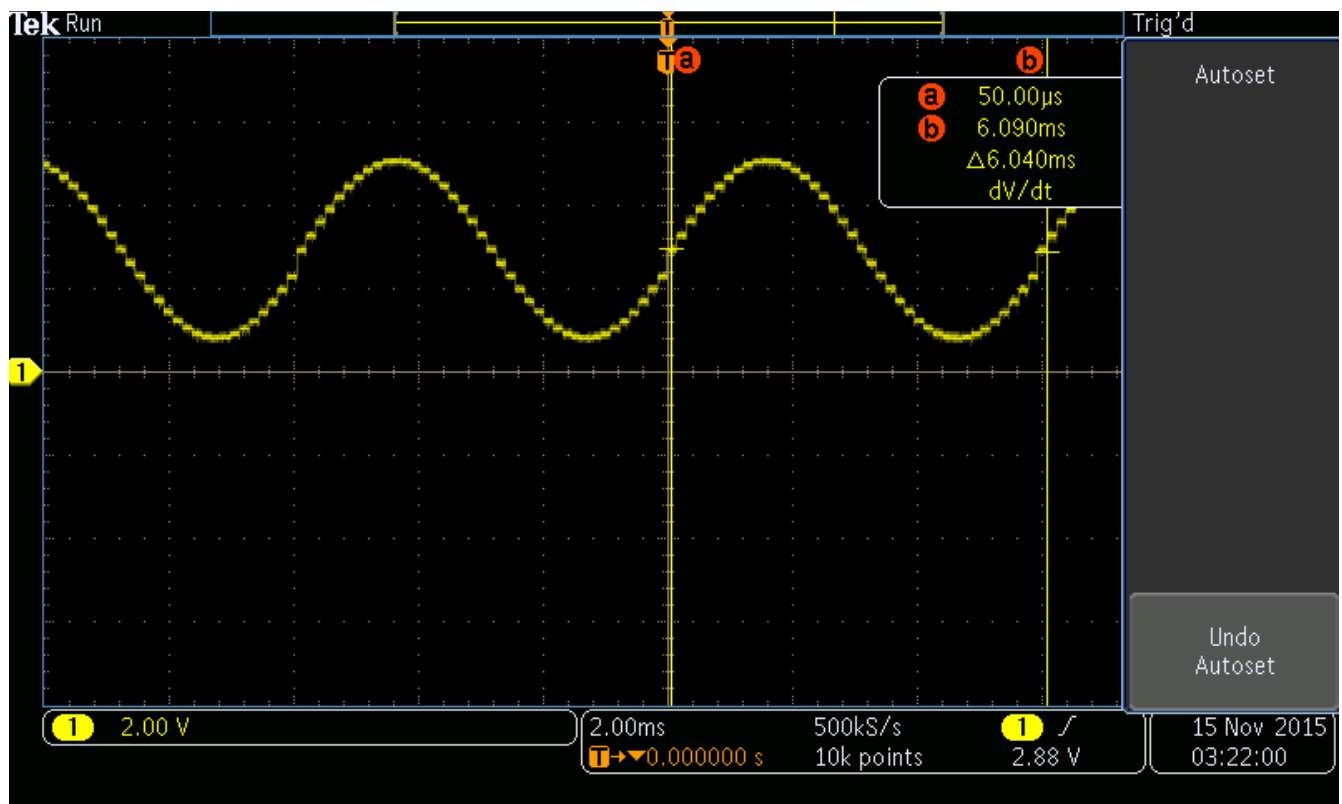 Tek Run T Trig'd
T a b
Autoset
a 50.00µs
b 6.090ms
△6.040ms
dV/dt
1
Undo
Autoset
1 2.00 V
2.00ms 500kS/s 1 /
T→▼0.000000 s 10k points 2.88 V
15 Nov 2015
03:22:00